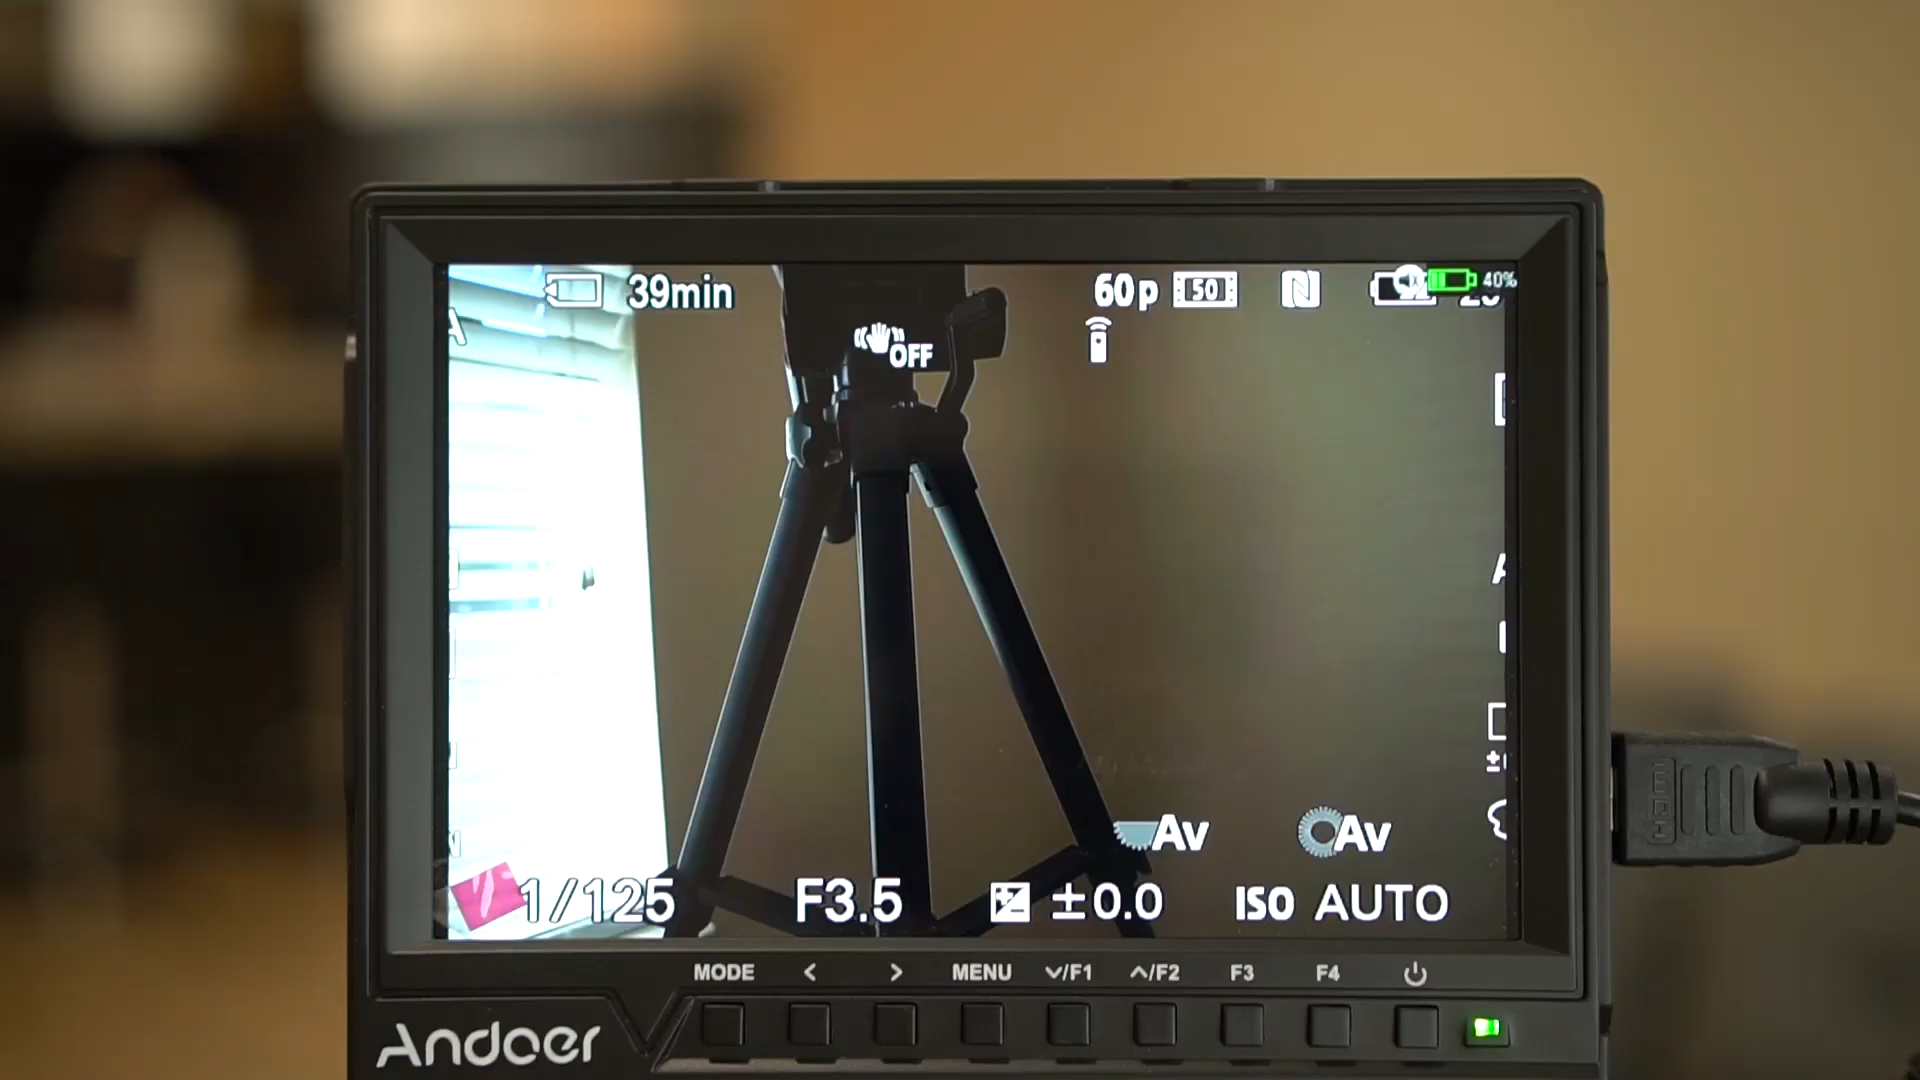 39min
60p 50 N 40%
OFF
Av Av
1/125 F3.5 ±0.0 ISO AUTO
MODE < > MENU ∨/F1 ∧/F2 F3 F4
Andoer
HDMI